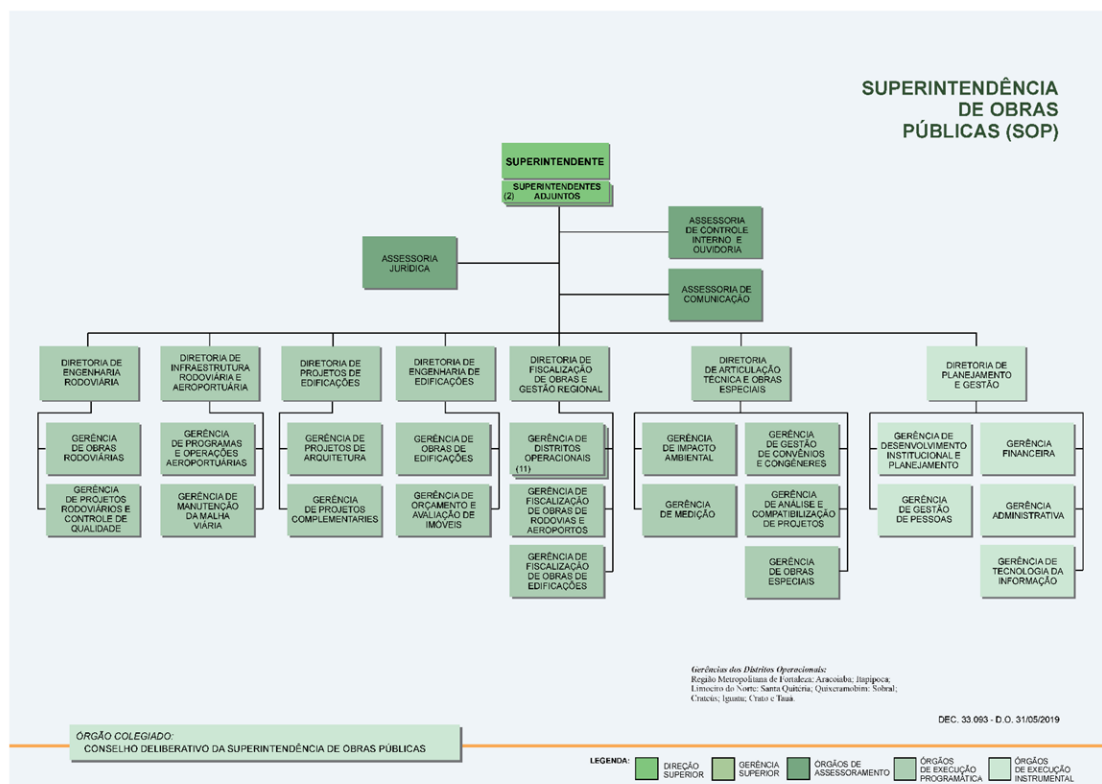 SUPERINTENDÊNCIA
DE OBRAS
PÚBLICAS (SOP)
SUPERINTENDENTE
SUPERINTENDENTES
(2) ADJUNTOS
ASSESSORIA
DE CONTROLE
INTERNO E
OUVIDORIA
ASSESSORIA
JURÍDICA
ASSESSORIA DE
COMUNICAÇÃO
DIRETORIA DE
ENGENHARIA
RODOVIÁRIA
DIRETORIA DE
INFRAESTRUTURA
RODOVIÁRIA E
AEROPORTUÁRIA
DIRETORIA
DE PROJETOS DE
EDIFICAÇÕES
DIRETORIA DE
ENGENHARIA DE
EDIFICAÇÕES
DIRETORIA DE
FISCALIZAÇÃO
DE OBRAS E
GESTÃO REGIONAL
DIRETORIA
DE ARTICULAÇÃO
TÉCNICA E OBRAS
ESPECIAIS
DIRETORIA DE
DE PLANEJAMENTO
E GESTÃO
GERÊNCIA
DE OBRAS
RODOVIÁRIAS
GERÊNCIA
DE PROGRAMAS
E OPERAÇÕES
AEROPORTUÁRIAS
GERÊNCIA
DE PROJETOS DE
ARQUITETURA
GERÊNCIA DE
OBRAS DE
EDIFICAÇÕES
GERÊNCIA DE
DISTRITOS
OPERACIONAIS
(11)
GERÊNCIA
DE IMPACTO
AMBIENTAL
GERÊNCIA
DE GESTÃO
DE CONVÊNIOS
E CONGÊNERES
GERÊNCIA DE
DESENVOLVIMENTO
INSTITUCIONAL E
PLANEJAMENTO
GERÊNCIA
FINANCEIRA
GERÊNCIA
DE PROJETOS
RODOVIÁRIOS E
CONTROLE DE
QUALIDADE
GERÊNCIA DE
MANUTENÇÃO
DA MALHA
VIÁRIA
GERÊNCIA
DE PROJETOS
COMPLEMENTARIES
GERÊNCIA DE
ORÇAMENTO E
AVALIAÇÃO DE
IMÓVEIS
GERÊNCIA DE
FISCALIZAÇÃO
DE OBRAS DE
RODOVIAS E
AEROPORTOS
GERÊNCIA
DE MEDIÇÃO
GERÊNCIA
DE ANÁLISE E
COMPATIBILIZAÇÃO
DE PROJETOS
GERÊNCIA
DE GESTÃO
DE PESSOAS
GERÊNCIA
ADMINISTRATIVA
GERÊNCIA DE
FISCALIZAÇÃO
DE OBRAS DE
EDIFICAÇÕES
GERÊNCIA
DE OBRAS
ESPECIAIS
GERÊNCIA DE
TECNOLOGIA DA
INFORMAÇÃO
Gerências dos Distritos Operacionais:
Região Metropolitana de Fortaleza; Aracoiaba; Itapipoca;
Limoeiro do Norte; Santa Quitéria; Quixeramobim; Sobral;
Crateús; Iguatu; Crato e Tauá.
DEC. 33.093 - D.O. 31/05/2019
ÓRGÃO COLEGIADO:
CONSELHO DELIBERATIVO DA SUPERINTENDÊNCIA DE OBRAS PÚBLICAS
LEGENDA:
DIREÇÃO
SUPERIOR
GERÊNCIA
SUPERIOR
ÓRGÃOS DE
ASSESSORAMENTO
ÓRGÃOS
DE EXECUÇÃO
PROGRAMÁTICA
ÓRGÃOS
DE EXECUÇÃO
INSTRUMENTAL